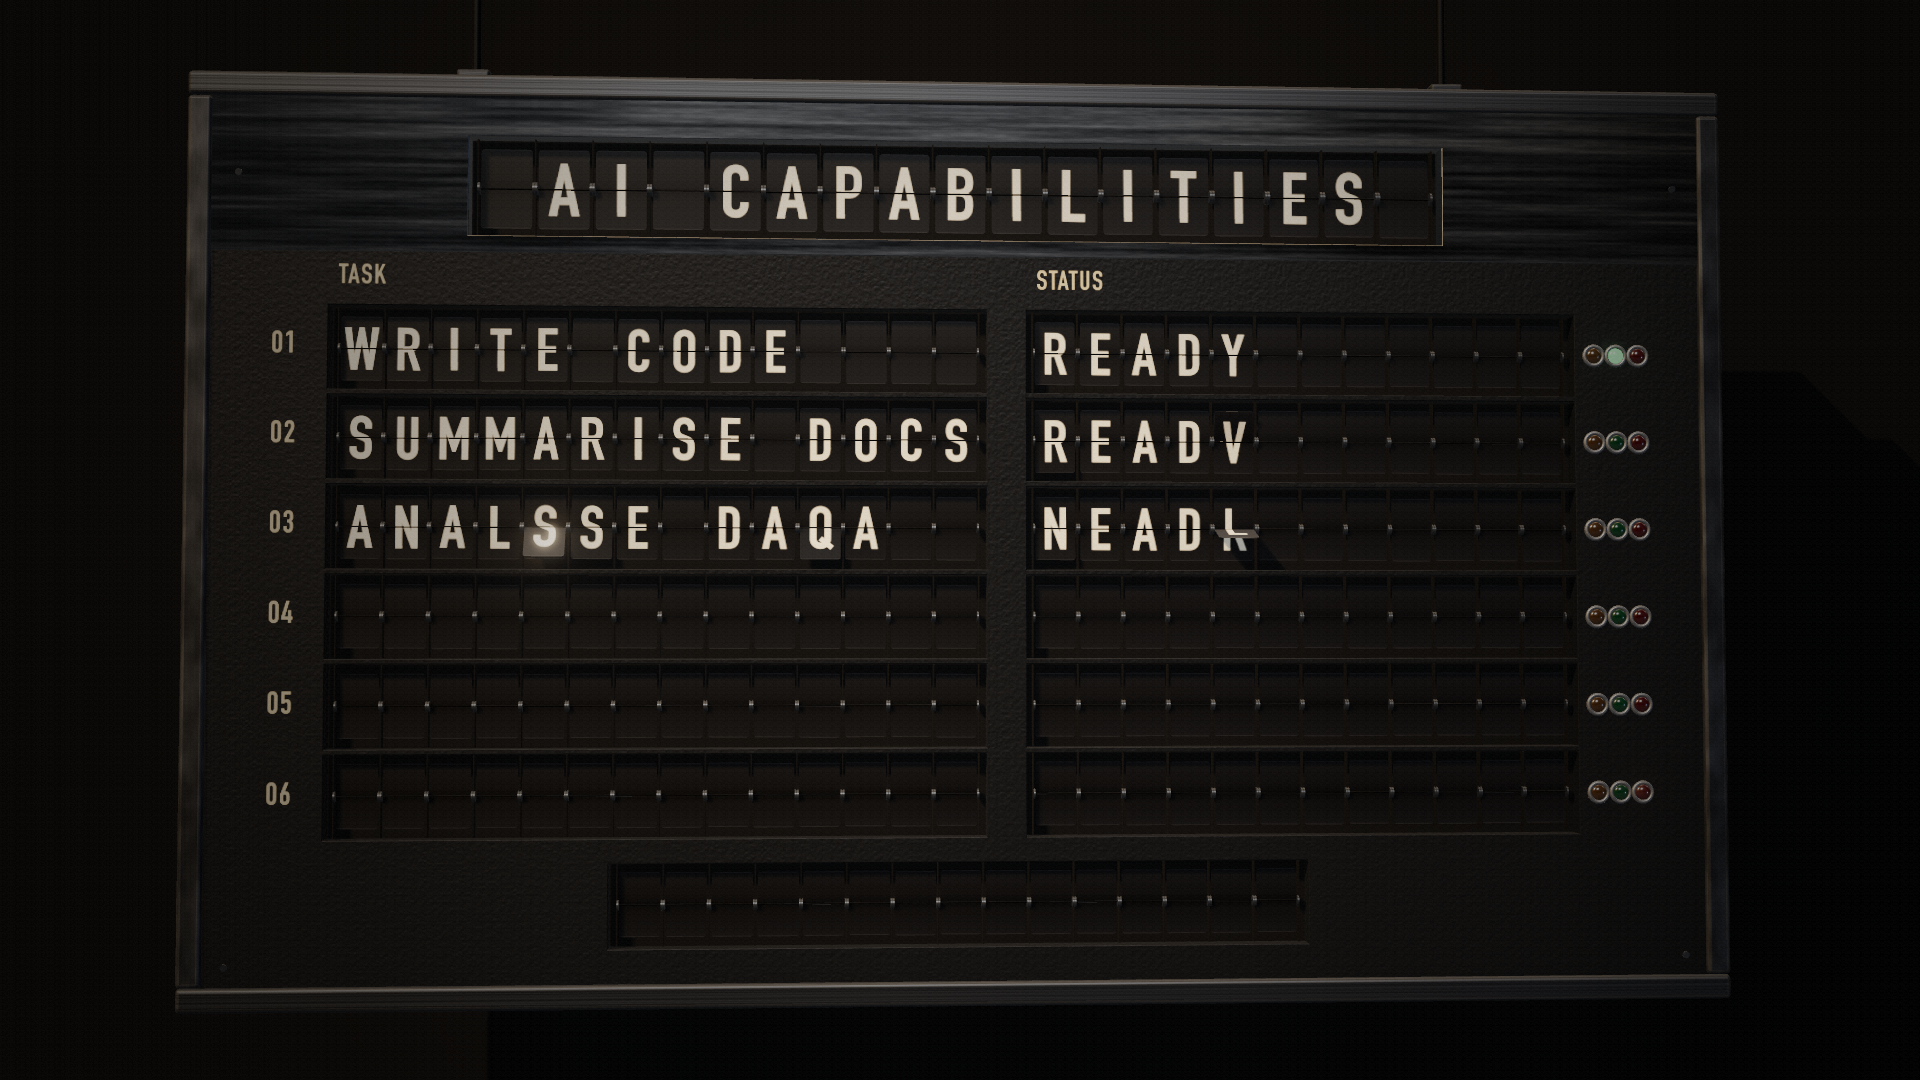 AI CAPABILITIES
TASK STATUS
01 WRITE CODE READY
02 SUMMARISE DOCS READV
03 ANALSSE DAQA
04
05
06